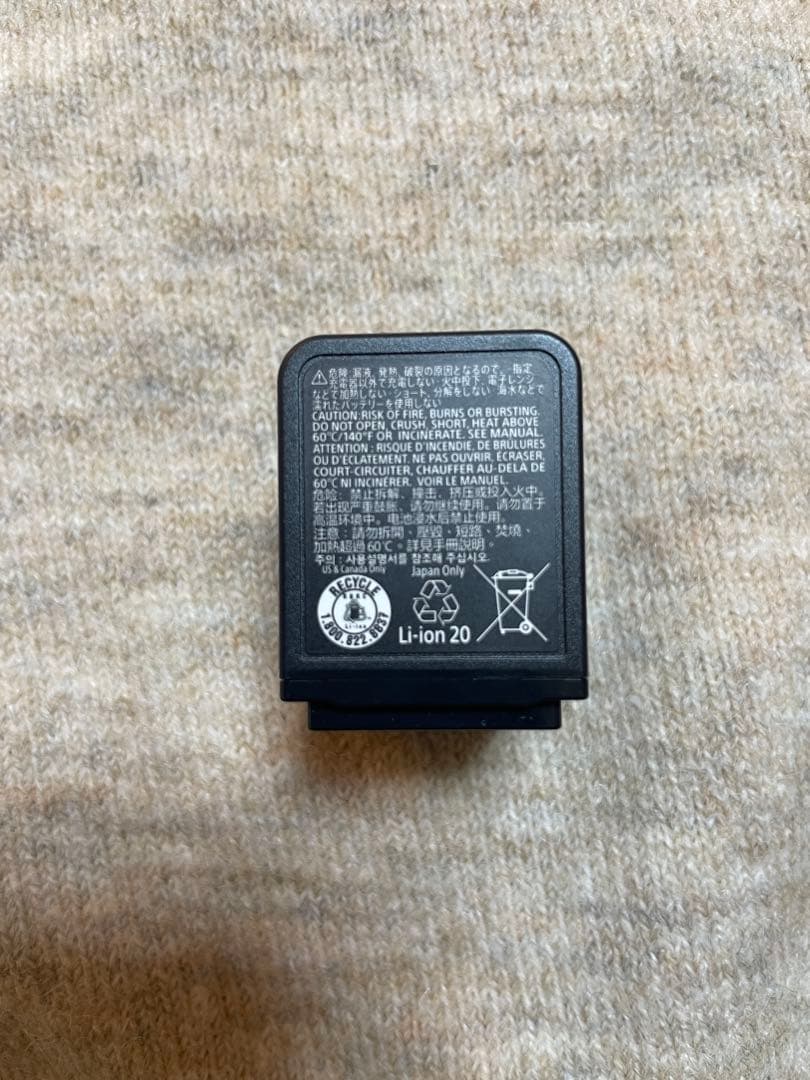 ⚠危険:漏液、発熱、破裂の原因となるので、指定
充電器以外で充電しない・火中投下、電子レンジ
などで加熱しない・ショート、分解をしない・海水などで
濡れたバッテリーを使用しない
CAUTION:RISK OF FIRE, BURNS OR BURSTING.
DO NOT OPEN, CRUSH, SHORT, HEAT ABOVE
60°C/140°F OR INCINERATE. SEE MANUAL.
ATTENTION : RISQUE D'INCENDIE, DE BRÛLURES
OU D'ÉCLATEMENT. NE PAS OUVRIR, ÉCRASER,
COURT-CIRCUITER, CHAUFFER AU-DELÀ DE
60°C NI INCINÉRER. VOIR LE MANUEL.
危险：禁止拆解、撞击、挤压或投入火中。
若出现严重鼓胀、请勿继续使用。请勿置于
高温环境中。电池浸水后禁止使用。
注意：請勿拆開、壓毀、短路、焚燒、
加熱超過60°C。詳見手冊說明。
주의 : 사용설명서를 참조해 주십시오.
US & Canada Only
Japan Only
RECYCLE
RBRC
Li-Ion
1.800.822.8837
Li-ion 20